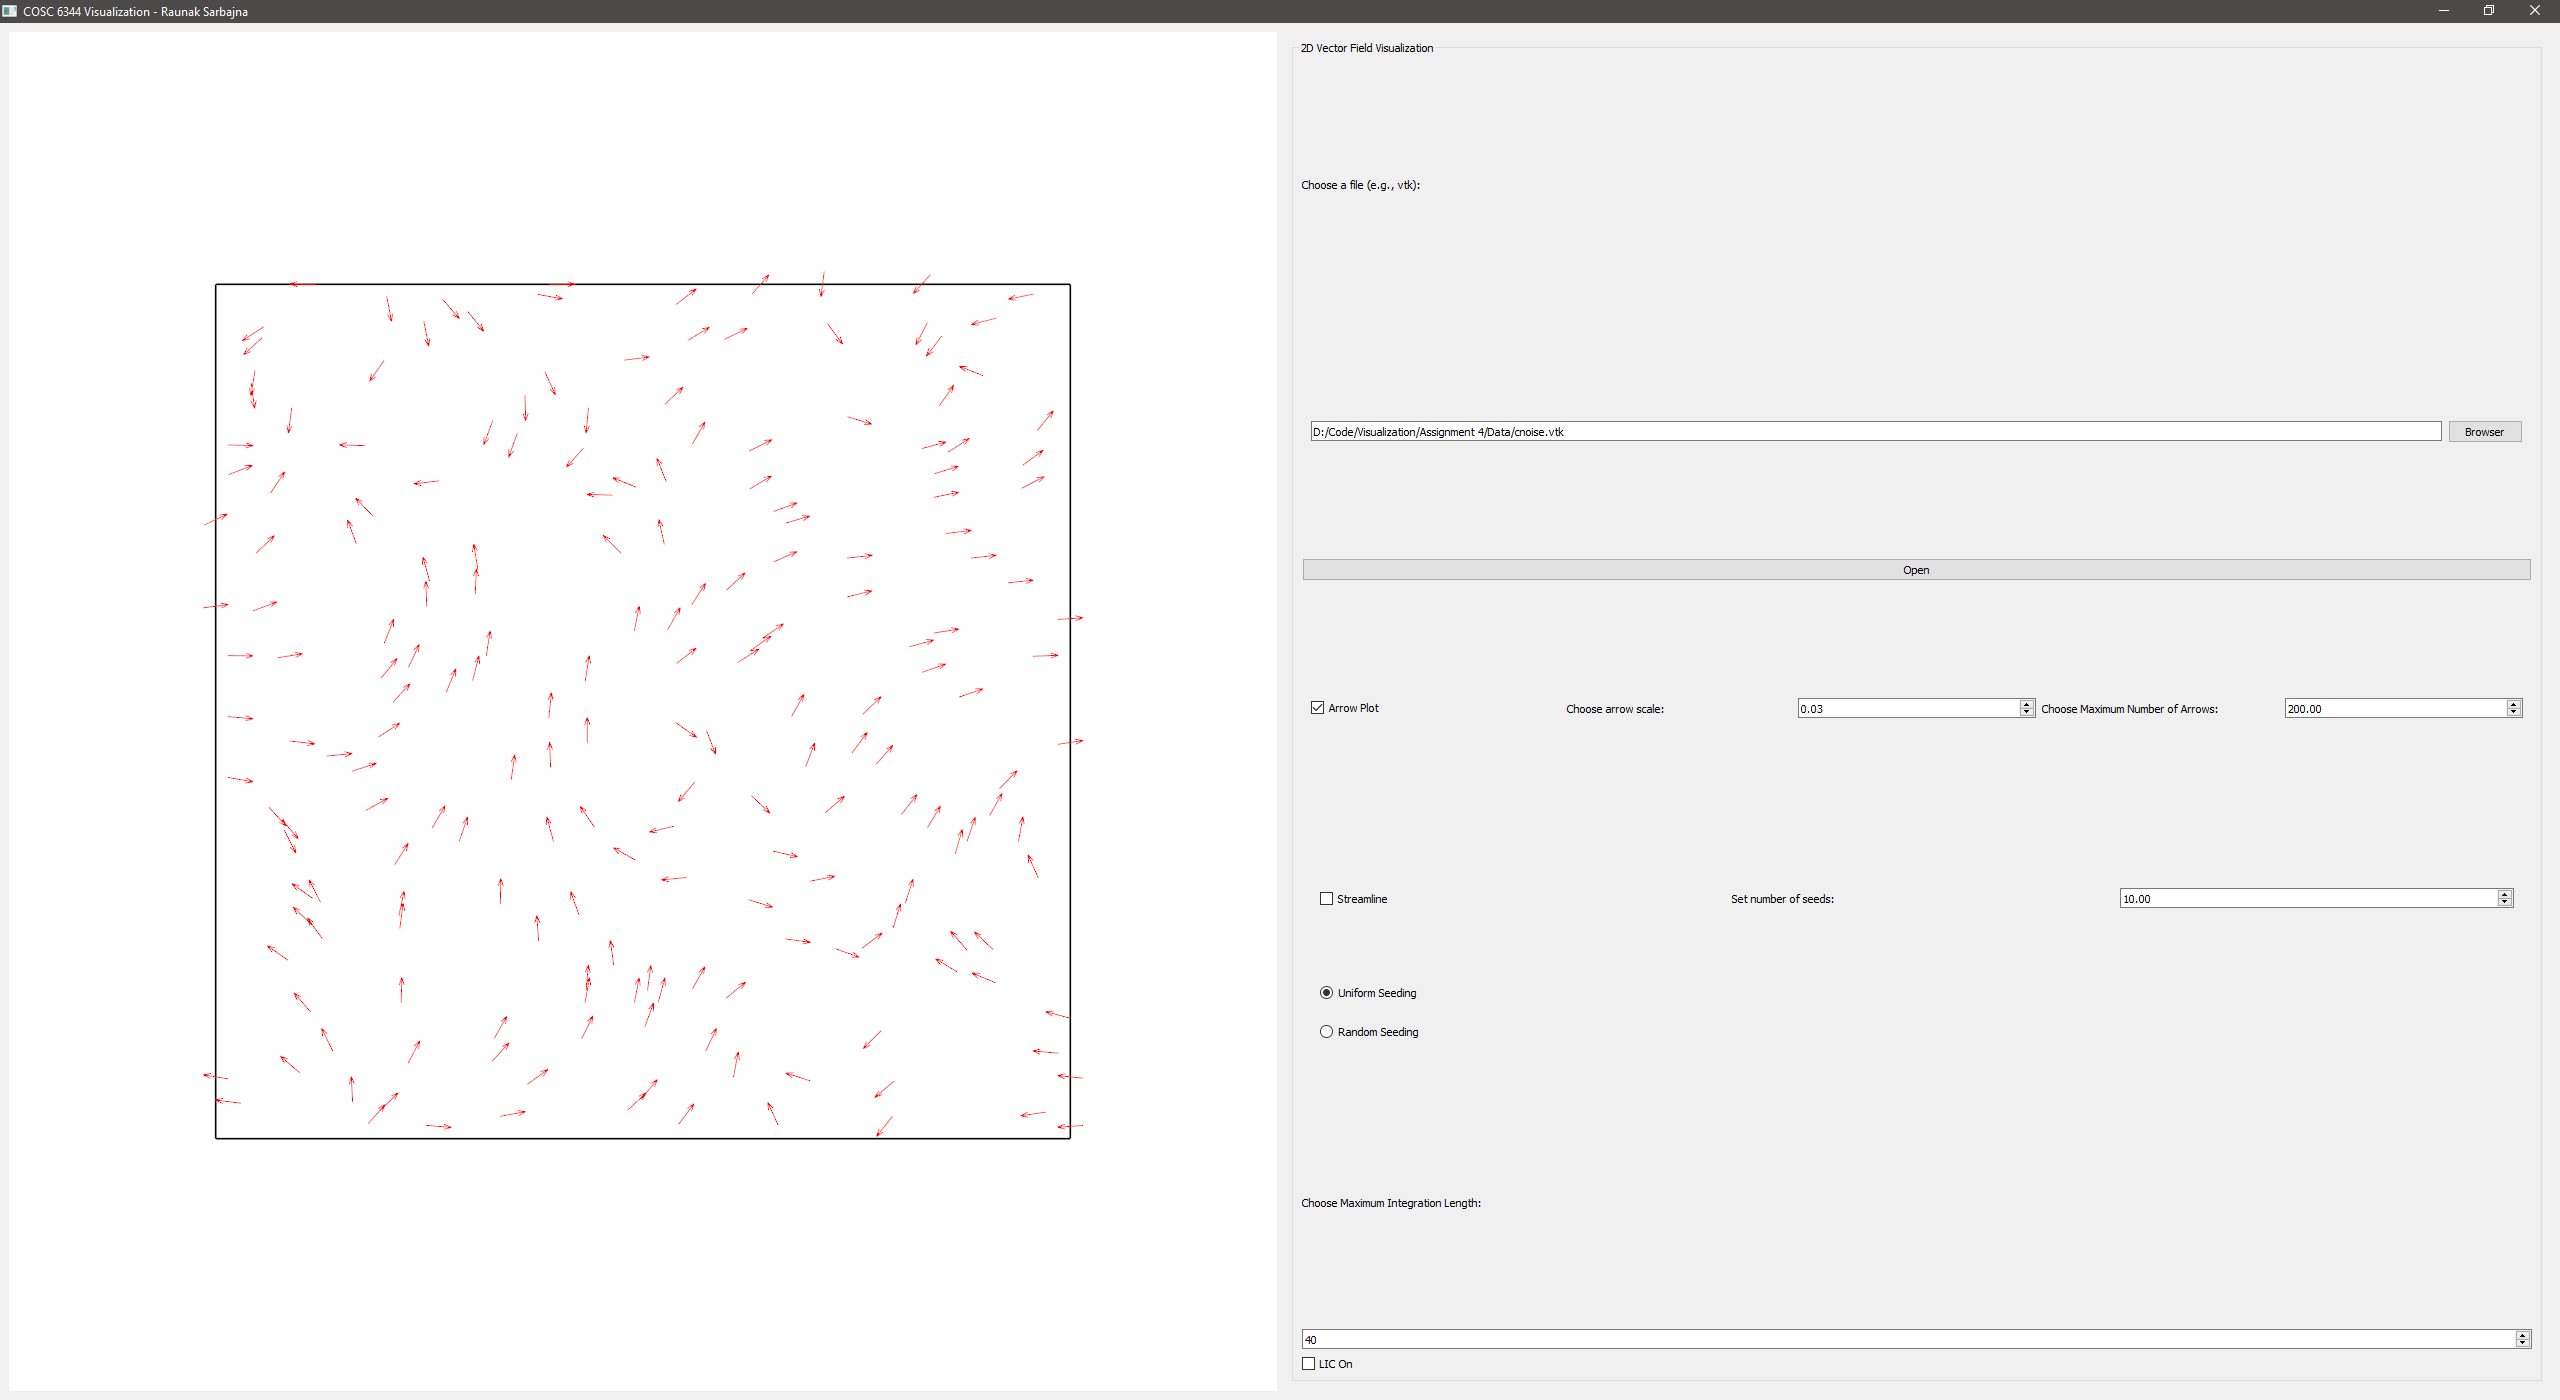 COSC 6344 Visualization - Raunak Sarbajna
2D Vector Field Visualization
Choose a file (e.g., vtk):
D:/Code/Visualization/Assignment 4/Data/cnoise.vtk Browser
Open
Arrow Plot Choose arrow scale: 0.03 Choose Maximum Number of Arrows: 200.00
Streamline Set number of seeds: 10.00
Uniform Seeding
Random Seeding
Choose Maximum Integration Length:
40
LIC On